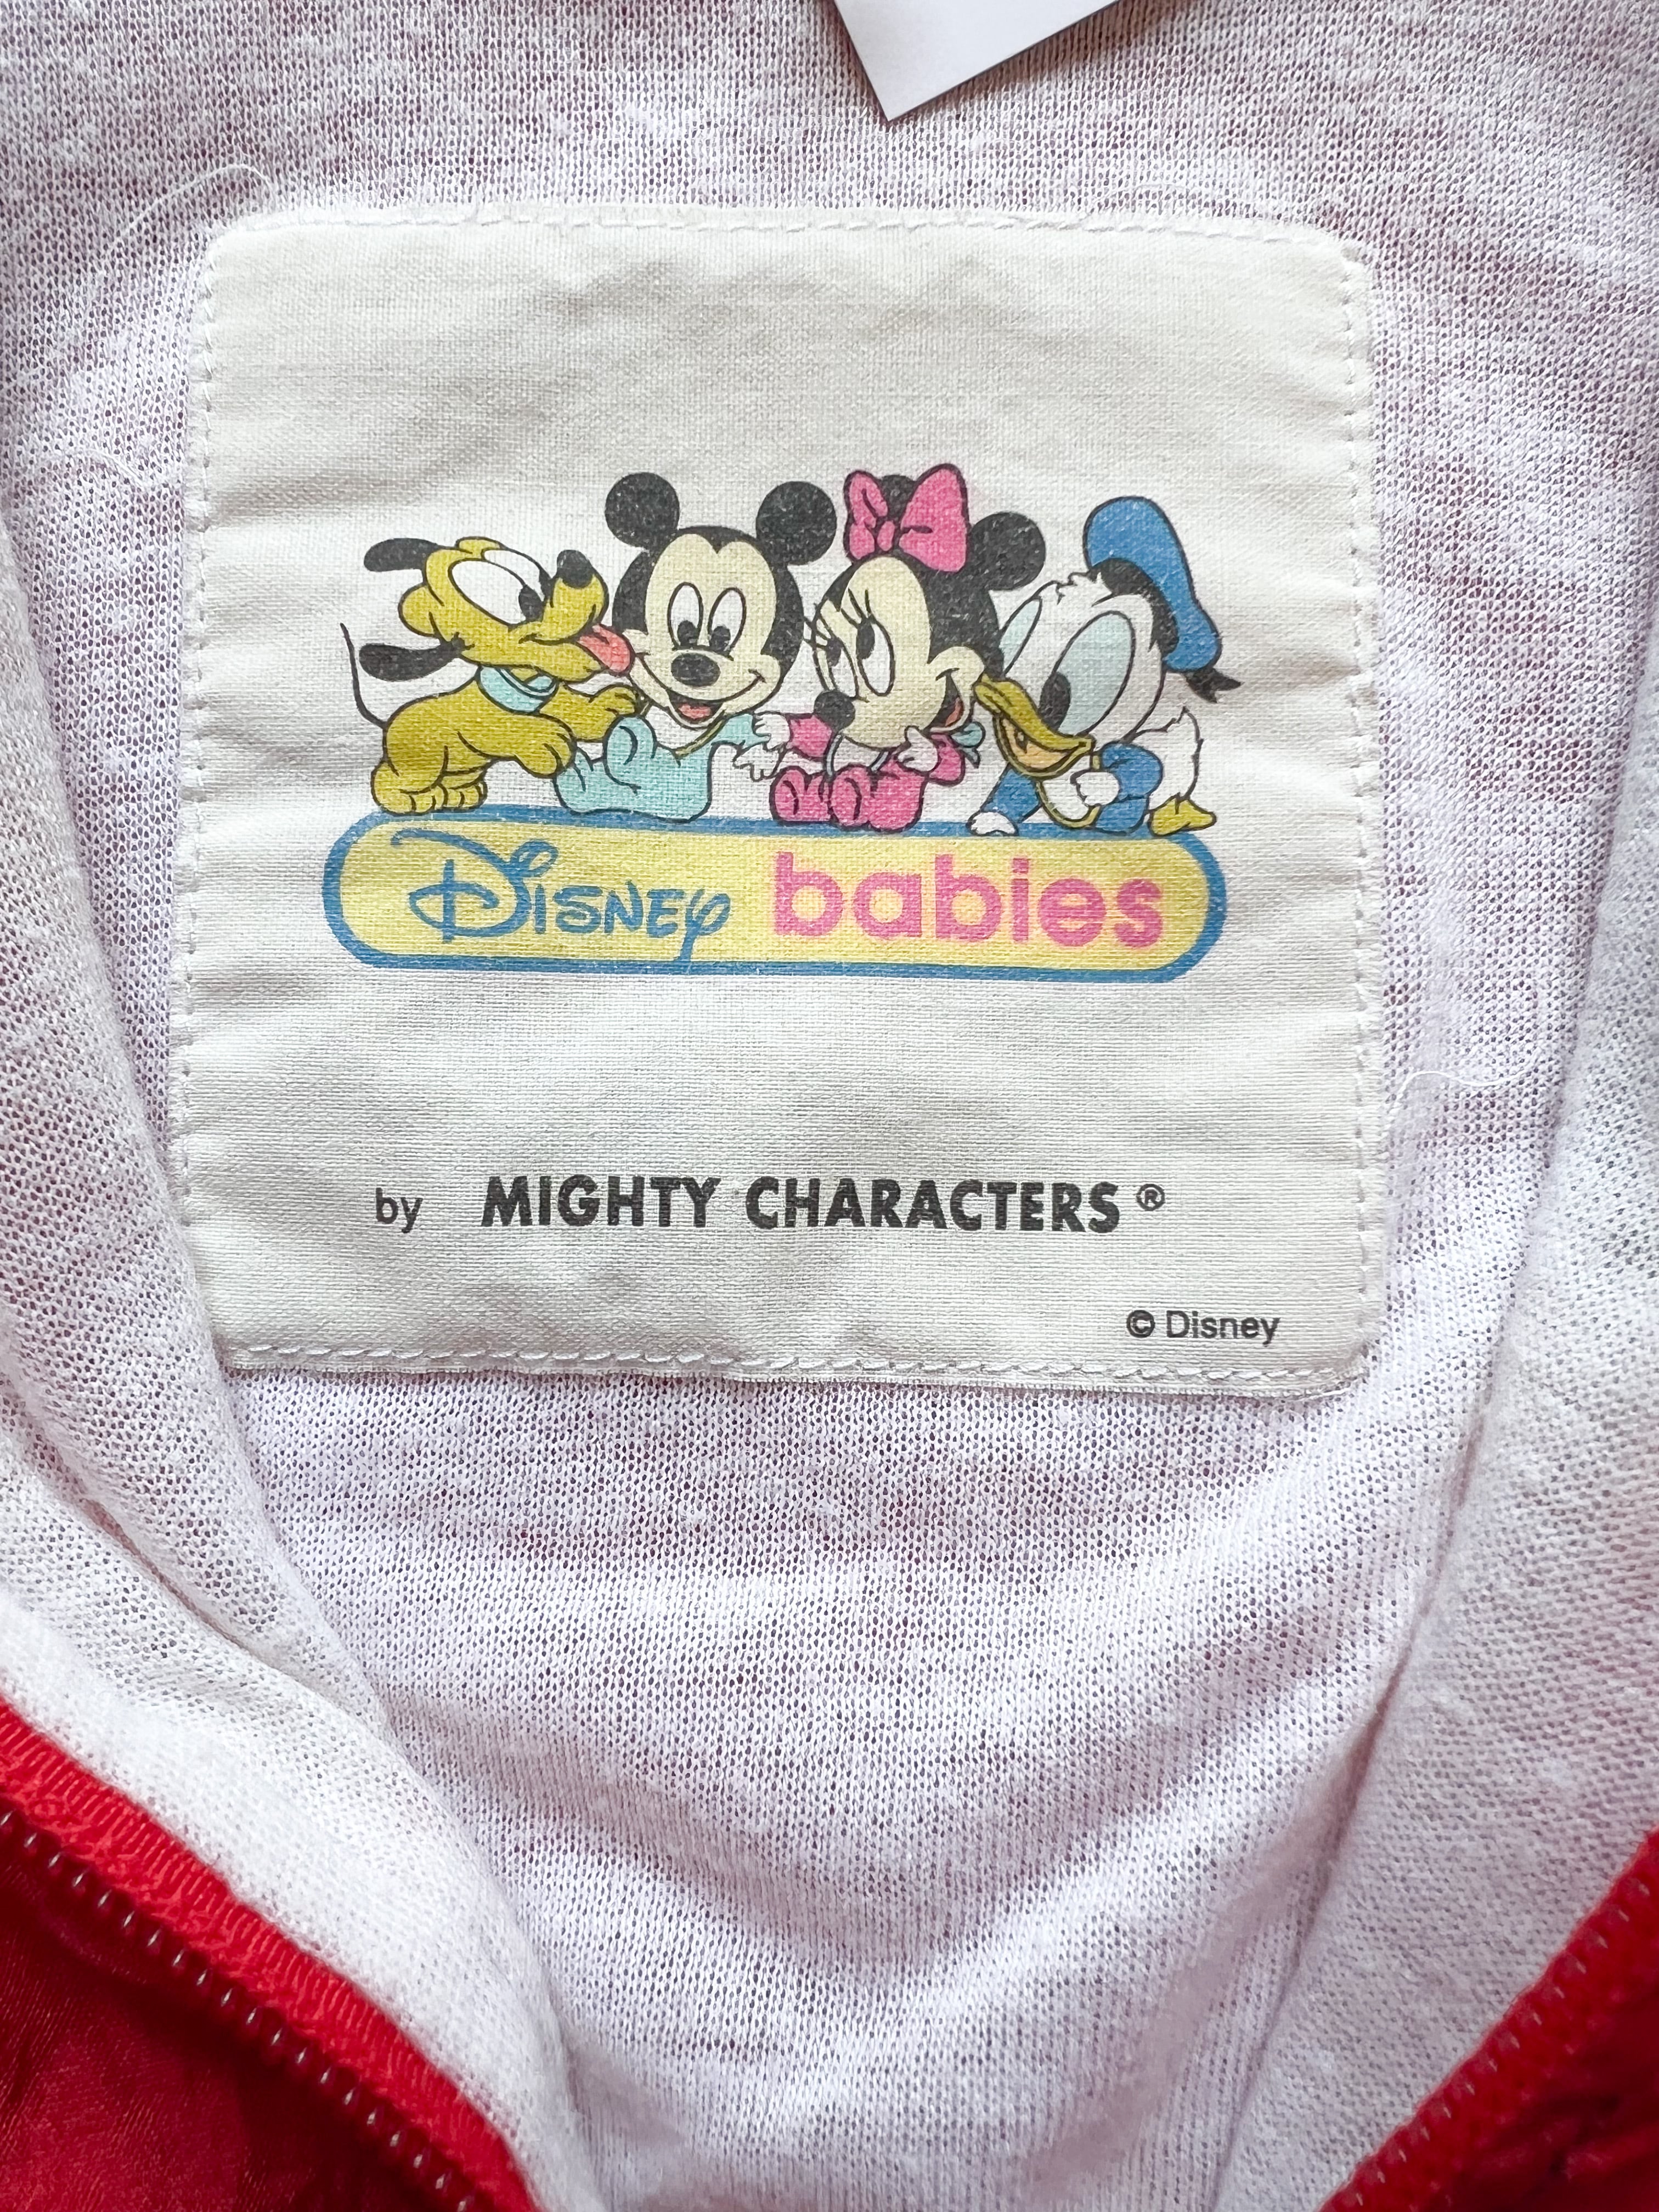 Disney babies
by MIGHTY CHARACTERS ®
© Disney